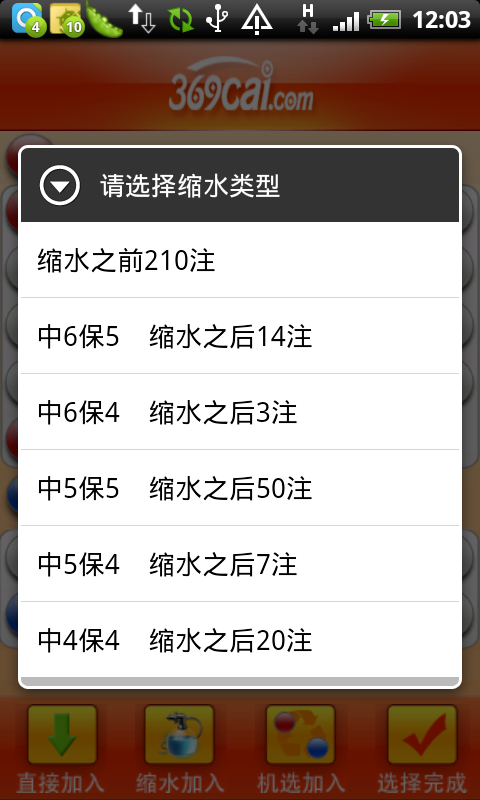 4
10
H
12:03
369cai.com
请选择缩水类型
缩水之前210注
中6保5 缩水之后14注
中6保4 缩水之后3注
中5保5 缩水之后50注
中5保4 缩水之后7注
中4保4 缩水之后20注
直接加入 缩水加入 机选加入 选择完成